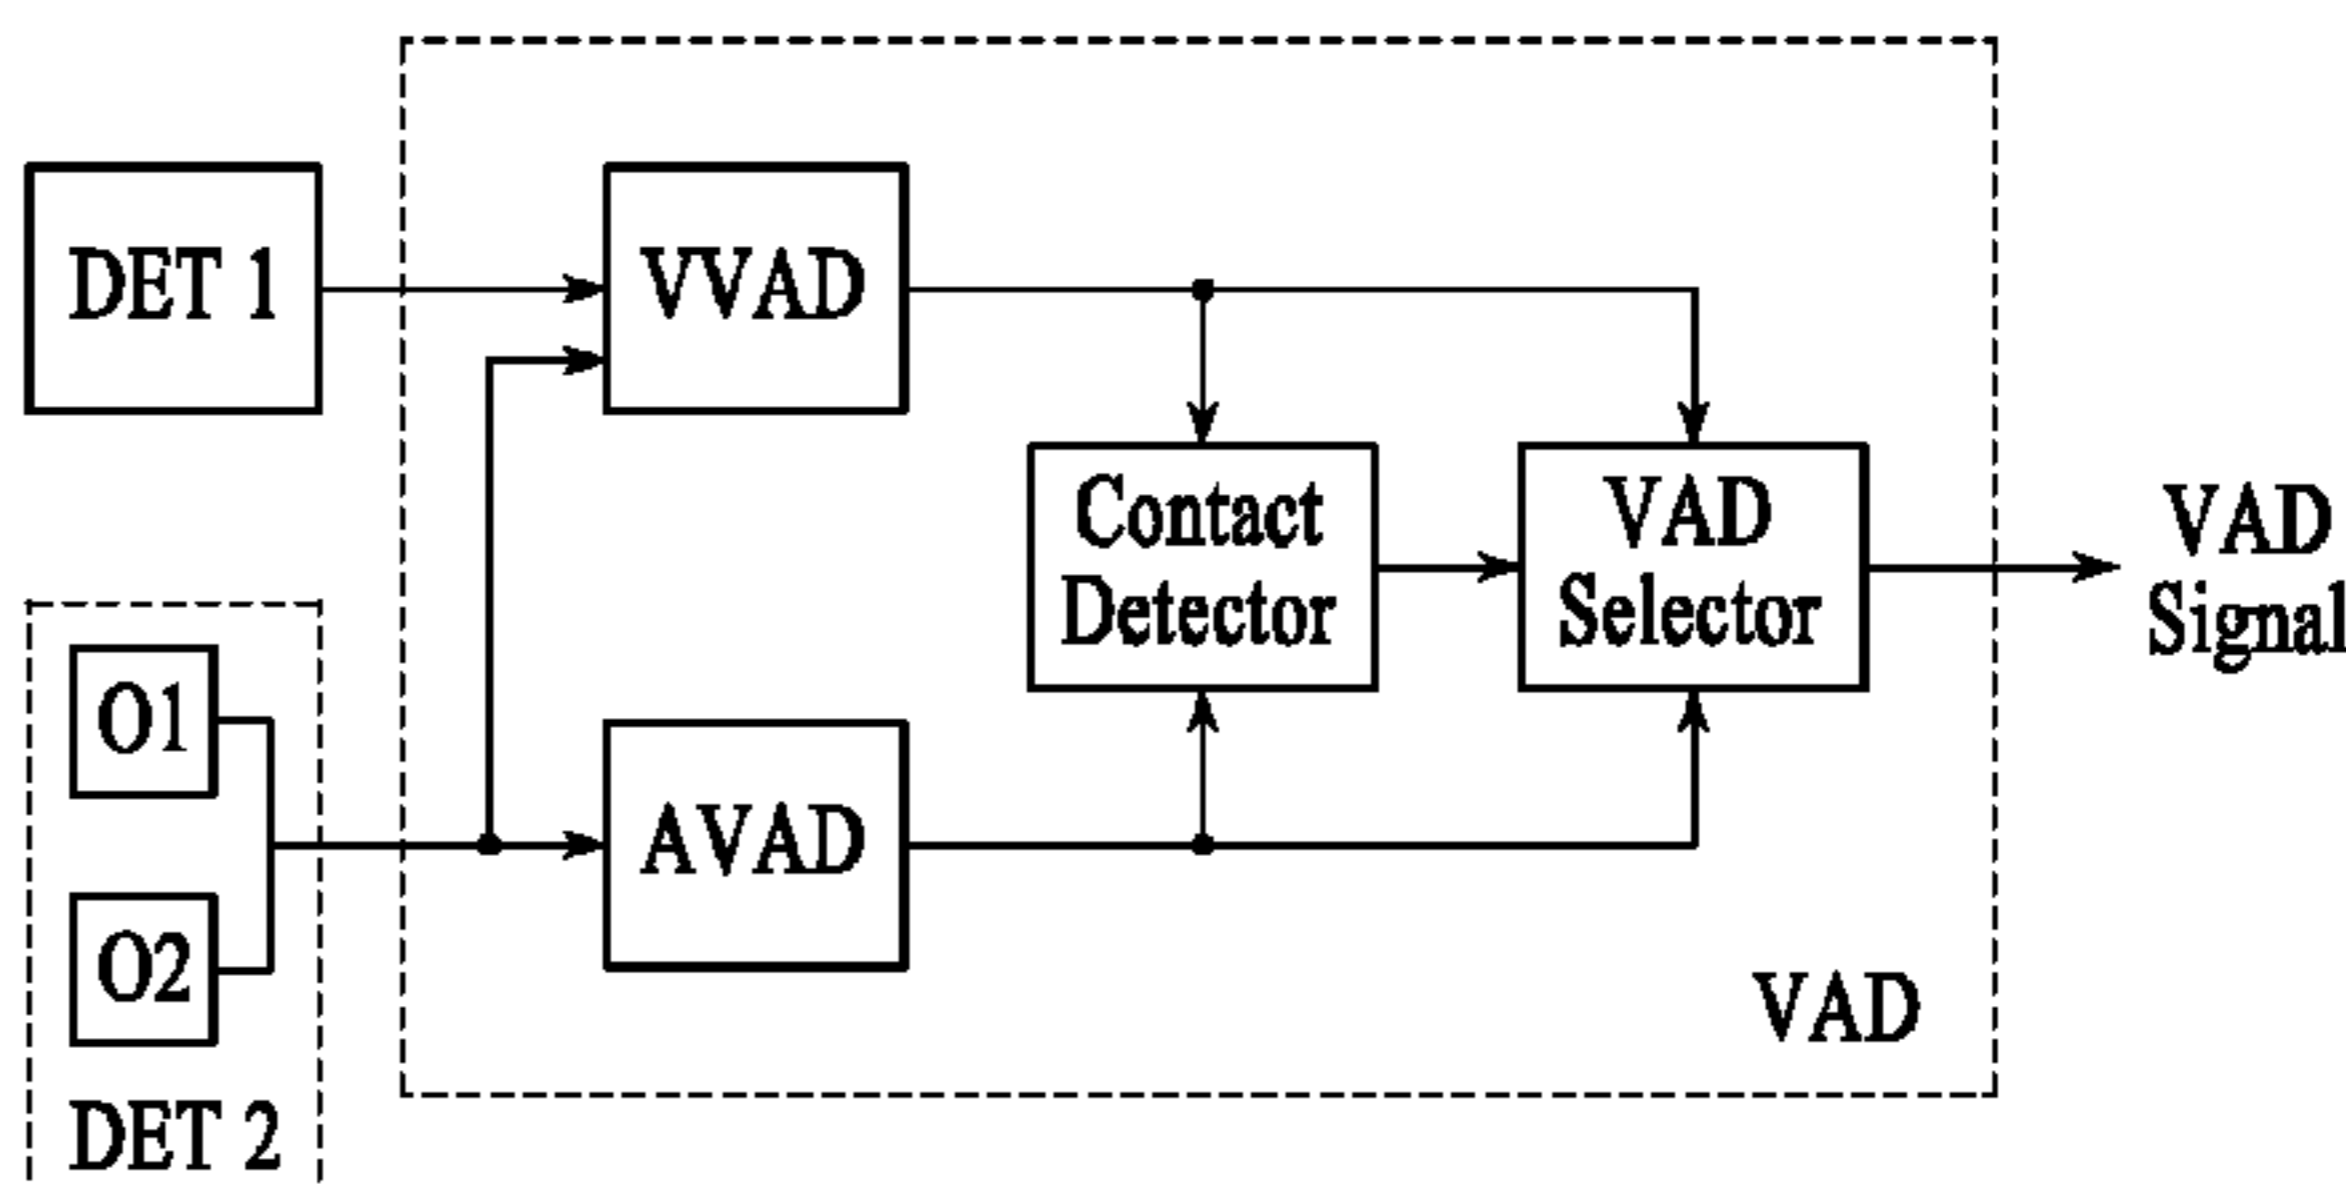 DET 1
VVAD
Contact
Detector
VAD
Selector
VAD
Signal
O1
O2
AVAD
VAD
DET 2